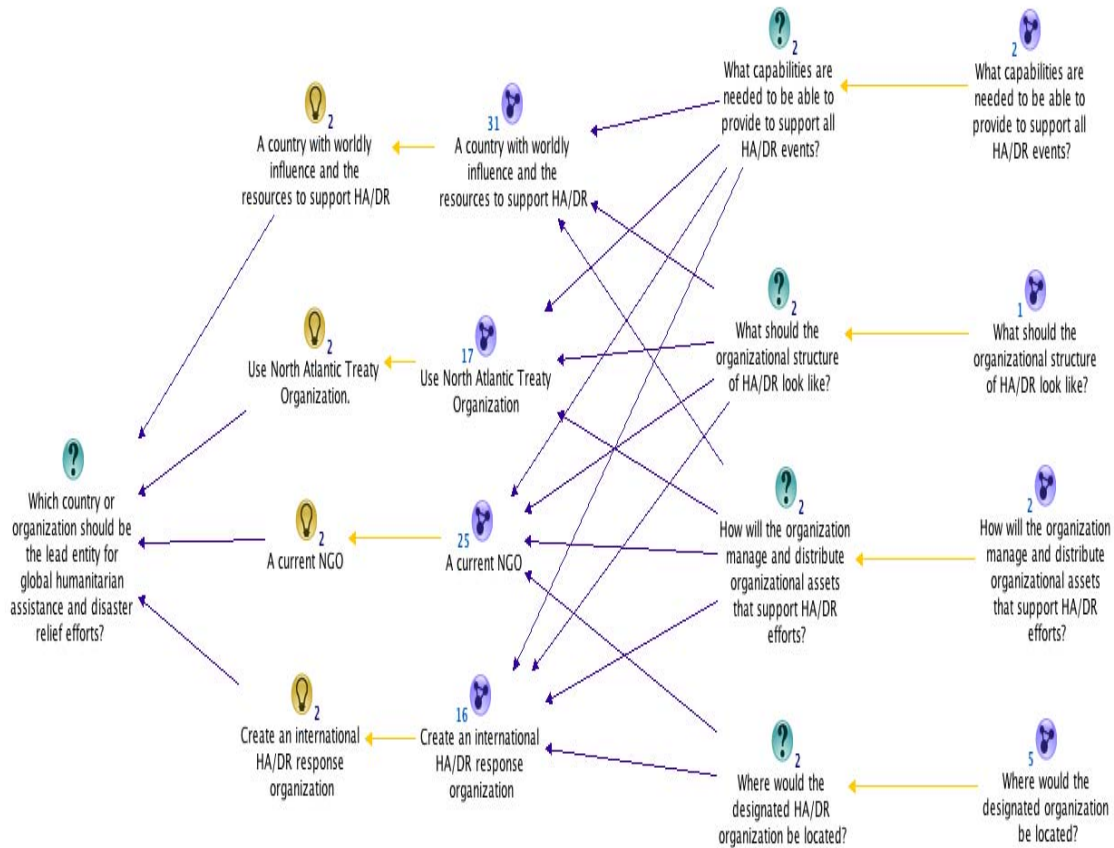 2
What capabilities are
needed to be able to
provide to support all
HA/DR events?
2
What capabilities are
needed to be able to
provide to support all
HA/DR events?
2
A country with worldly
influence and the
resources to support HA/DR
31
A country with worldly
influence and the
resources to support HA/DR
2
What should the
organizational structure
of HA/DR look like?
1
What should the
organizational structure
of HA/DR look like?
2
Use North Atlantic Treaty
Organization.
17
Use North Atlantic Treaty
Organization
Which country or
organization should be
the lead entity for
global humanitarian
assistance and disaster
relief efforts?
2
A current NGO
25
A current NGO
2
How will the organization
manage and distribute
organizational assets
that support HA/DR
efforts?
2
How will the organization
manage and distribute
organizational assets
that support HA/DR
efforts?
2
Create an international
HA/DR response
organization
16
Create an international
HA/DR response
organization
2
Where would the
designated HA/DR
organization be located?
5
Where would the
designated organization
be located?